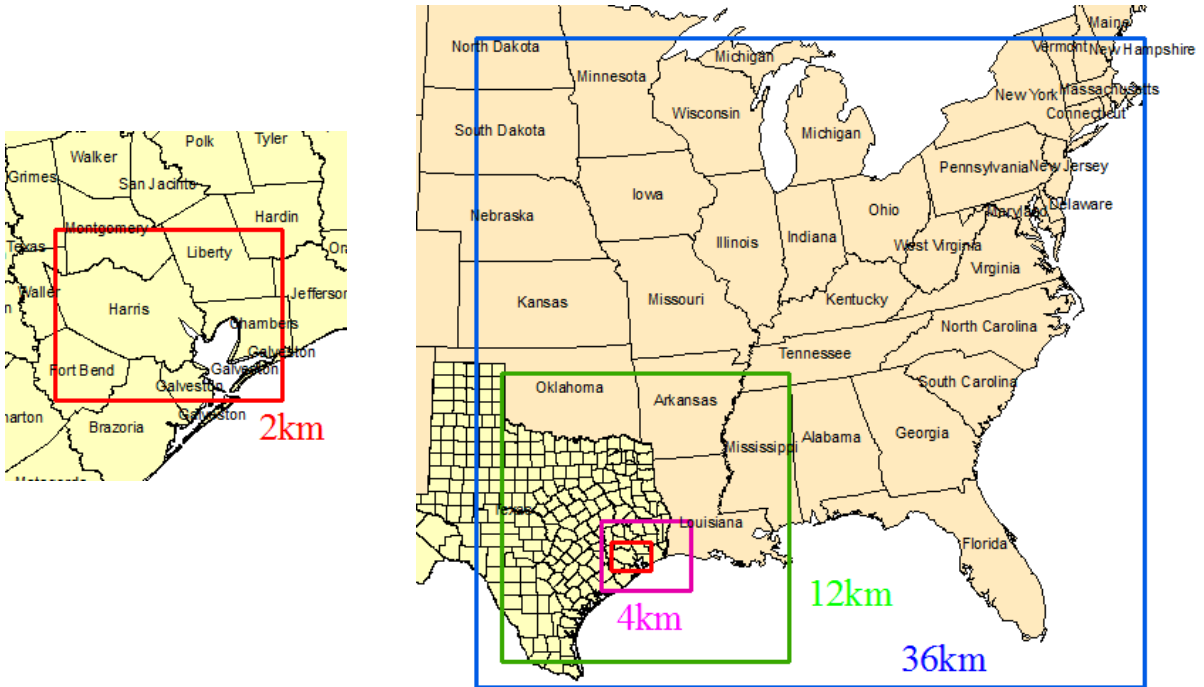 Polk
Tyler
Walker
Grimes
San Jacinto
Hardin
Montgomery
Texas
Liberty
Waller
Harris
Jefferson
Chambers
Galveston
Fort Bend
Galveston
Galveston
Galveston
Brazoria
2km
Maine
North Dakota
Vermont
New Hampshire
Michigan
Minnesota
New York
Massachusetts
Wisconsin
Connecticut
South Dakota
Michigan
Pennsylvania
New Jersey
Iowa
Ohio
Maryland
Delaware
Nebraska
Illinois
Indiana
West Virginia
Virginia
Kansas
Missouri
Kentucky
North Carolina
Tennessee
South Carolina
Oklahoma
Arkansas
Georgia
Alabama
Mississippi
Texas
Louisiana
Florida
12km
4km
36km